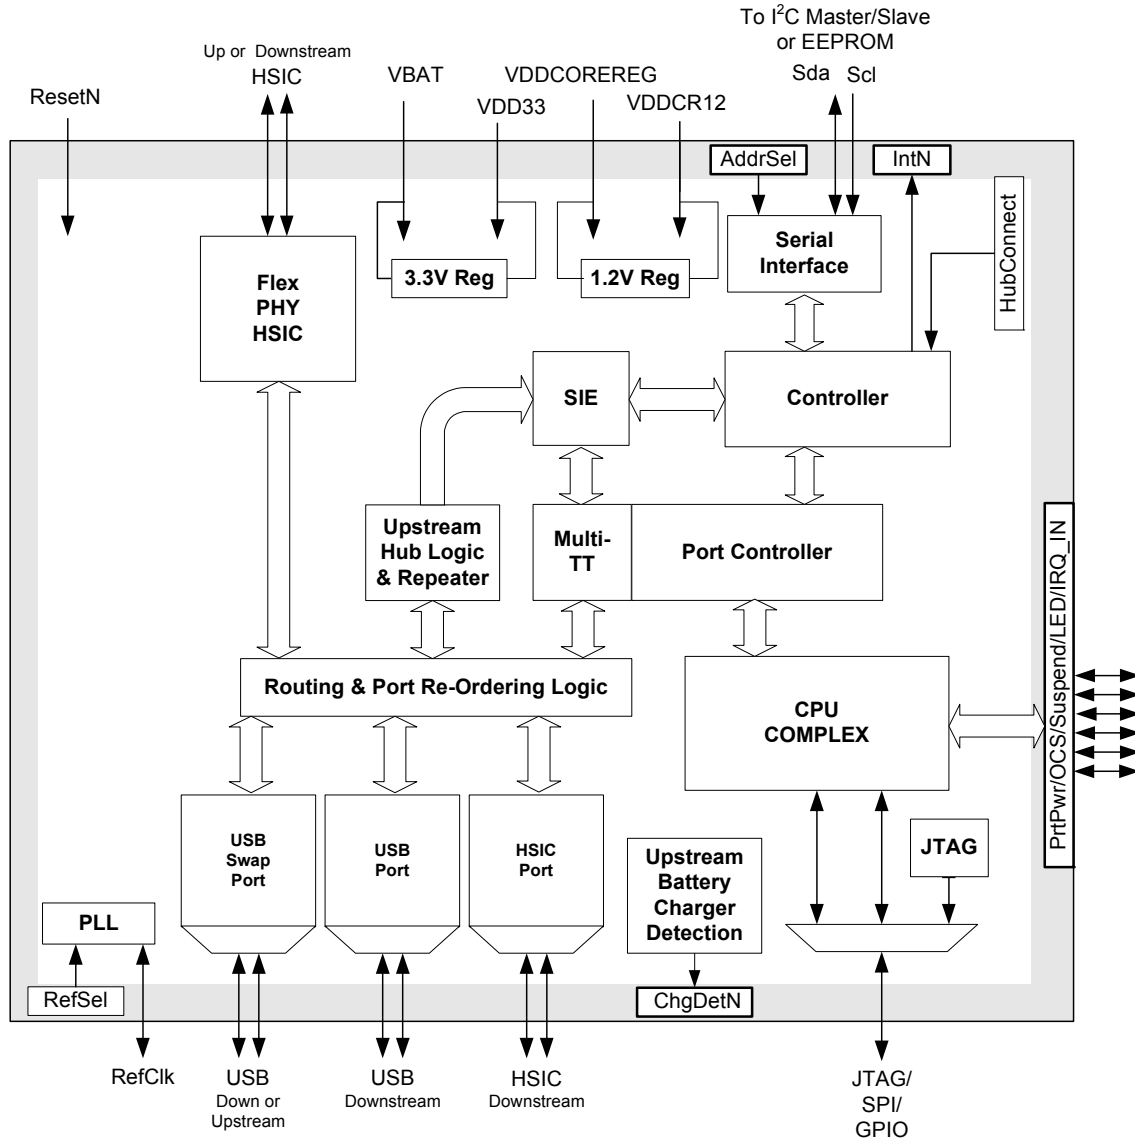 To I²C Master/Slave
or EEPROM
Up or Downstream
HSIC
VBAT
VDDCOREREG
Sda
Scl
ResetN
VDD33
VDDCR12
AddrSel
IntN
HubConnect
Serial
Interface
3.3V Reg
1.2V Reg
Flex
PHY
HSIC
SIE
Controller
Upstream
Hub Logic
& Repeater
Multi-
TT
Port Controller
Routing & Port Re-Ordering Logic
CPU
COMPLEX
PrtPwr/OCS/Suspend/LED/IRQ_IN
USB
Swap
Port
USB
Port
HSIC
Port
Upstream
Battery
Charger
Detection
JTAG
PLL
RefSel
ChgDetN
RefClk
USB
Down or
Upstream
USB
Downstream
HSIC
Downstream
JTAG/
SPI/
GPIO